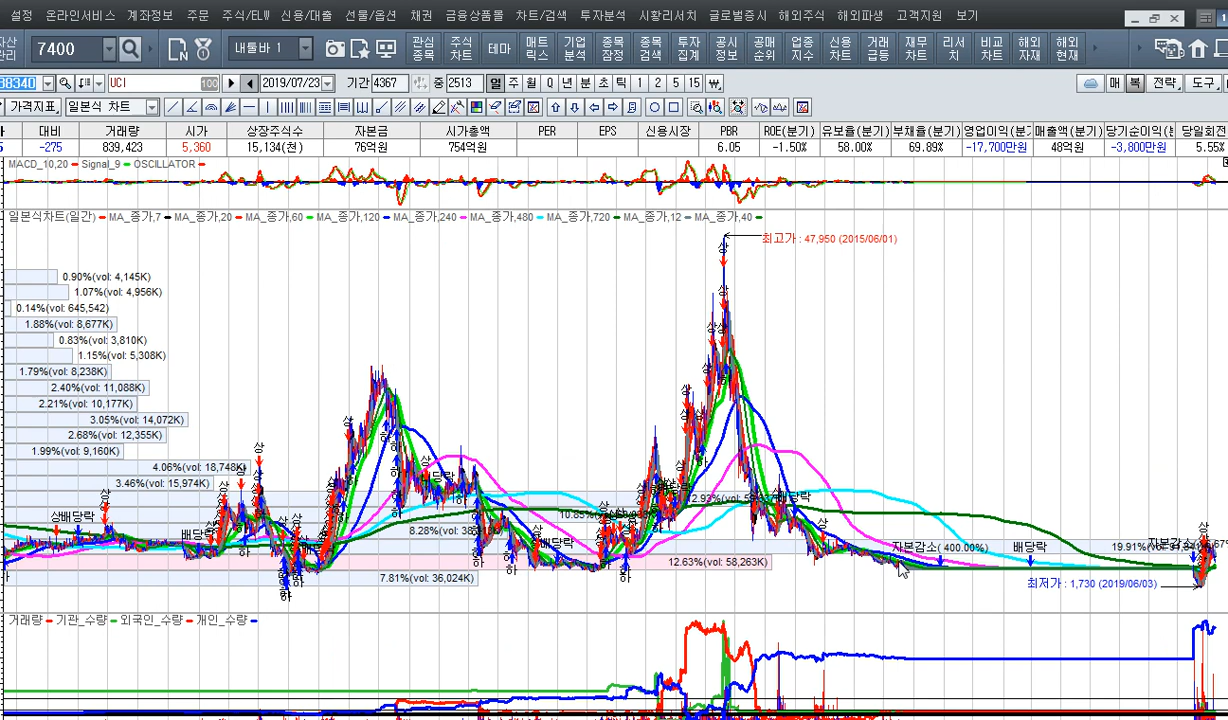 설정 온라인서비스 계좌정보 주문 주식/ELW 신용/대출 선물/옵션 채권 금융상품몰 차트/검색 투자분석 시황리서치 글로벌증시 해외주식 해외파생 고객지원 보기
자산관리 7400 내툴바 1 관심종목 주식차트 테마 매트릭스 기업분석 종목잠정 종목검색 투자집계 공시정보 공매순위 업종지수 신용차트 거래급등 재무차트 리서치 비교차트 해외자재 해외현재
38340 UCI 100 2019/07/23 기간 4367 중 2513 일 주 월 Q 년 분 초 틱 1 2 5 15 매 복 전략 도구
가격지표 일본식 차트
대비 거래량 시가 상장주식수 자본금 시가총액 PER EPS 신용시장 PBR ROE(분기) 유보율(분기) 부채율(분기) 영업이익(분기 매출액(분기) 당기순이익(분 당일회전
-275 839,423 5,360 15,134(천) 76억원 754억원 6.05 -1.50% 58.00% 69.89% -17,700만원 48억원 -3,800만원 5.55%
MACD_10,20 Signal_9 OSCILLATOR
일본식차트(일간) MA_종가,7 MA_종가,20 MA_종가,60 MA_종가,120 MA_종가,240 MA_종가,480 MA_종가,720 MA_종가,12 MA_종가,40
최고가 : 47,950 (2015/06/01)
0.90%(vol: 4,145K)
1.07%(vol: 4,956K)
0.14%(vol: 645,542)
1.88%(vol: 8,677K)
0.83%(vol: 3,810K)
1.15%(vol: 5,308K)
1.79%(vol: 8,238K)
2.40%(vol: 11,088K)
2.21%(vol: 10,177K)
3.05%(vol: 14,072K)
2.68%(vol: 12,355K)
1.99%(vol: 9,160K)
4.06%(vol: 18,748K)
3.46%(vol: 15,974K)
배당락
상배당락
배당락
배당락
배당락
자본감소( 400.00%)
배당락
12.63%(vol: 58,263K)
7.81%(vol: 36,024K)
최저가 : 1,730 (2019/06/03)
거래량 기관_수량 외국인_수량 개인_수량